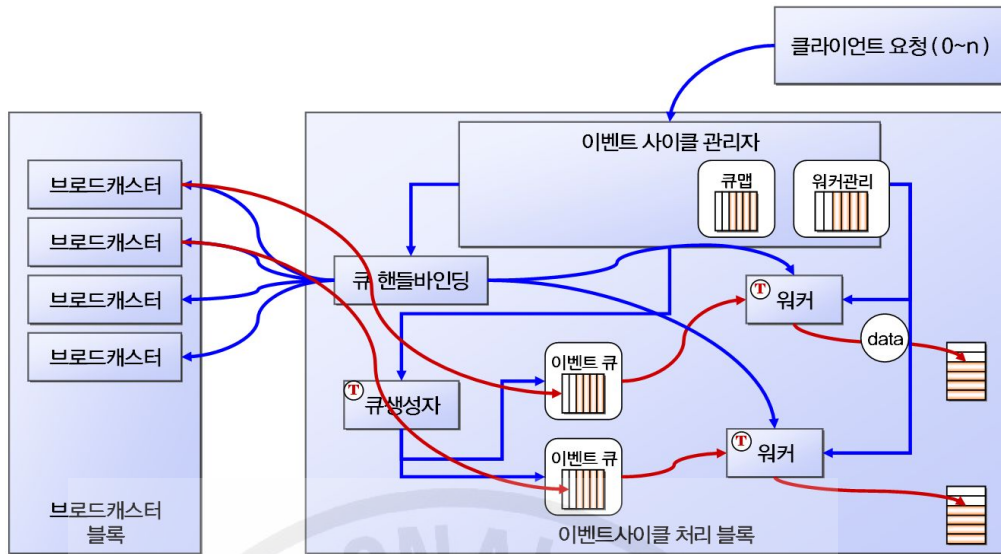 클라이언트 요청 ( 0~n )
이벤트 사이클 관리자
큐맵
워커관리
브로드캐스터
브로드캐스터
브로드캐스터
브로드캐스터
큐 핸들바인딩
T
워커
data
이벤트 큐
T
큐생성자
T
워커
이벤트 큐
브로드캐스터
블록
이벤트사이클 처리 블록
ONAL